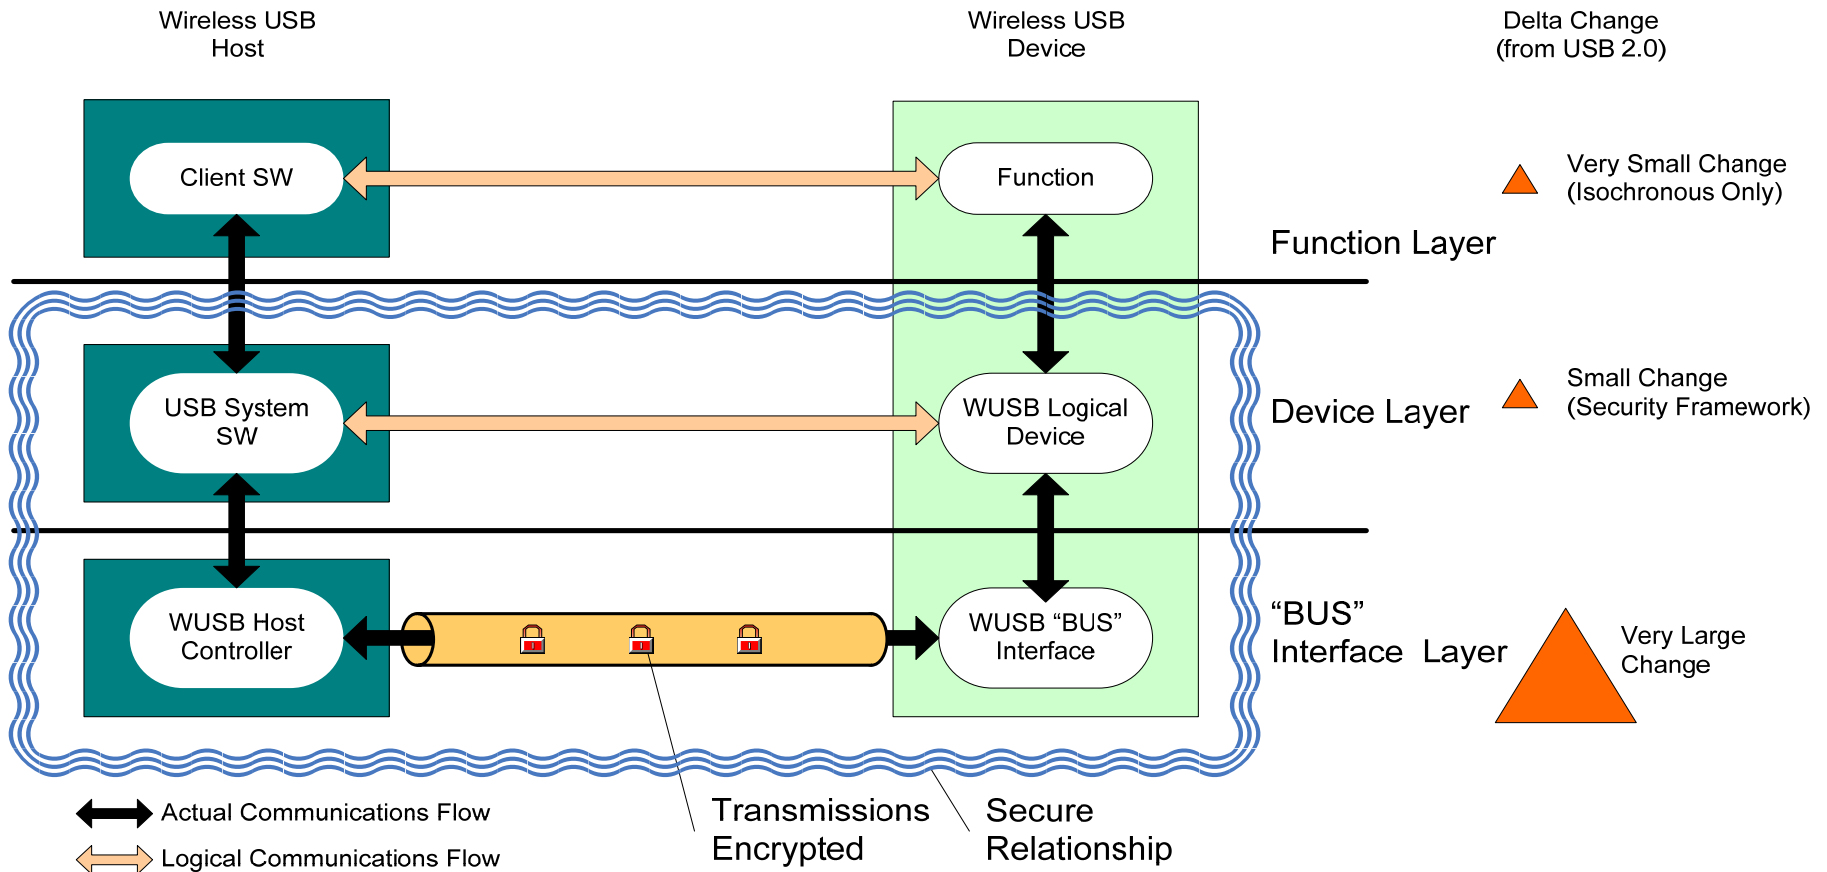 Wireless USB
Host
Wireless USB
Device
Delta Change
(from USB 2.0)
Client SW
Function
Very Small Change
(Isochronous Only)
Function Layer
USB System
SW
WUSB Logical
Device
Device Layer
Small Change
(Security Framework)
WUSB Host
Controller
WUSB “BUS”
Interface
“BUS”
Interface Layer
Very Large
Change
Actual Communications Flow
Logical Communications Flow
Transmissions
Encrypted
Secure
Relationship